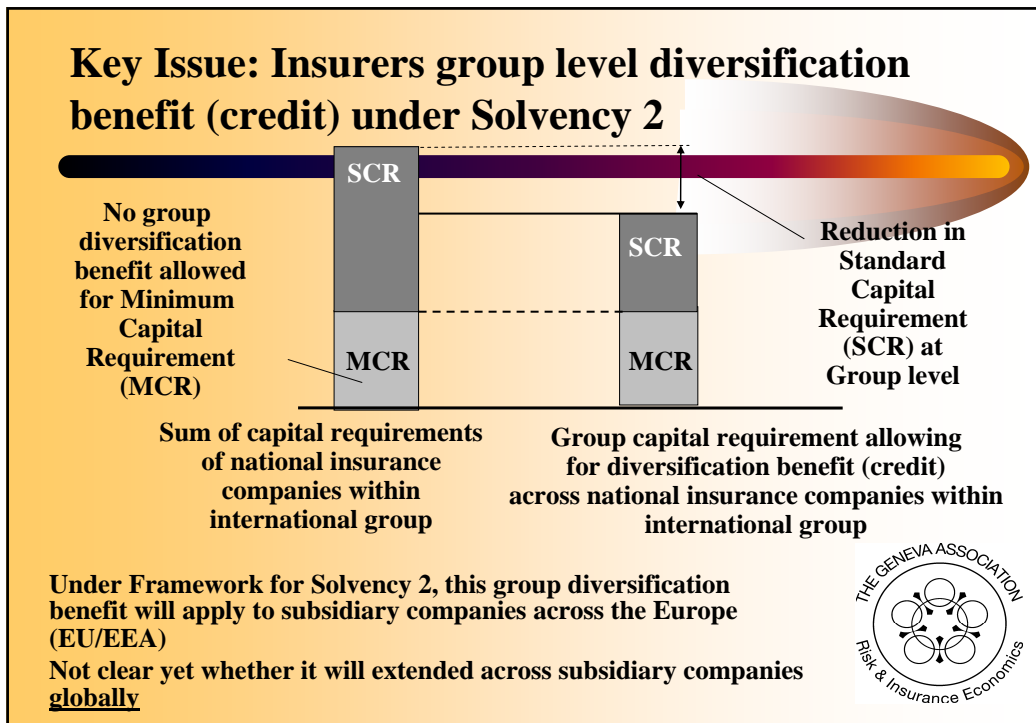 Key Issue: Insurers group level diversification
benefit (credit) under Solvency 2
SCR
No group
diversification
benefit allowed
for Minimum
Capital
Requirement
(MCR)
MCR
SCR
MCR
Reduction in
Standard
Capital
Requirement
(SCR) at
Group level
Sum of capital requirements
of national insurance
companies within
international group
Group capital requirement allowing
for diversification benefit (credit)
across national insurance companies within
international group
Under Framework for Solvency 2, this group diversification
benefit will apply to subsidiary companies across the Europe
(EU/EEA)
Not clear yet whether it will extended across subsidiary companies
globally
THE GENEVA ASSOCIATION
Risk & Insurance Economics